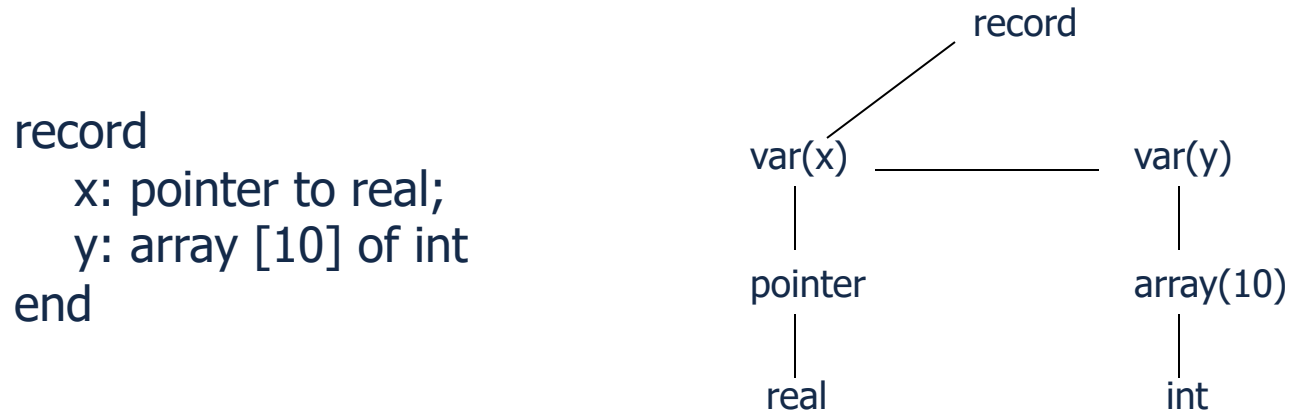 record
x: pointer to real;
y: array [10] of int
end
record
var(x)
var(y)
pointer
array(10)
real
int